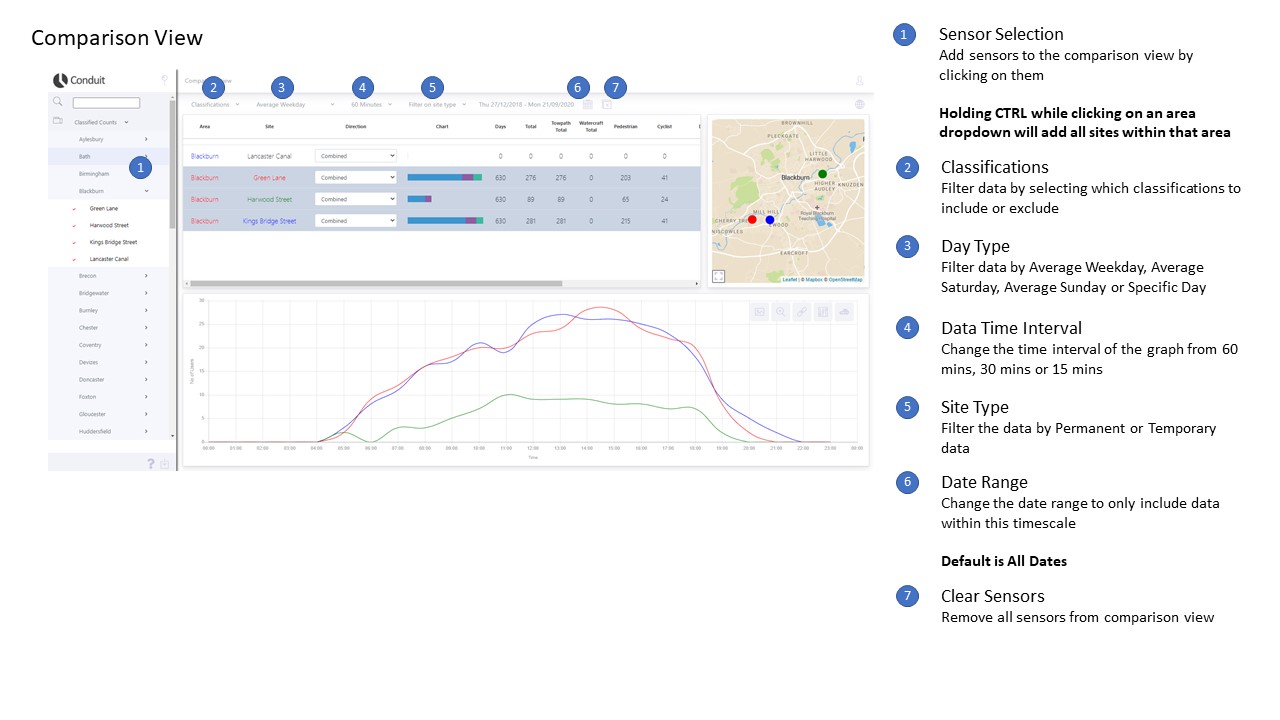 Comparison View
Conduit
Classified Counts
Aylesbury
Bath
1
Birmingham
Blackburn
Green Lane
Harwood Street
Kings Bridge Street
Lancaster Canal
Brecon
Bridgewater
Burnley
Chester
Coventry
Devizes
Doncaster
Foxton
Gloucester
Huddersfield
?
2 3 4 5 6 7
Classifications Average Weekday 60 Minutes Filter on site type Thu 27/12/2018 - Mon 21/09/2020
Area Site Direction Chart Days Total Towpath Total Watercraft Total Pedestrian Cyclist
Blackburn Lancaster Canal Combined 0 0 0 0 0 0
Blackburn Green Lane Combined 630 276 276 0 203 41
Blackburn Harwood Street Combined 630 89 89 0 65 24
Blackburn Kings Bridge Street Combined 630 281 281 0 215 41
BROWNHILL
PLECKGATE
LITTLE HARWOOD
Blackburn
HIGHER AUDLEY
KNUZDEN
CHERRY TREE
MILL HILL
Royal Blackburn Teaching Hospital
EWOOD
NISCOWLES
EARCROFT
Leaflet | © Mapbox © OpenStreetMap
No of Users
30
25
20
15
10
5
0
00:00 01:00 02:00 03:00 04:00 05:00 06:00 07:00 08:00 09:00 10:00 11:00 12:00 13:00 14:00 15:00 16:00 17:00 18:00 19:00 20:00 21:00 22:00 23:00 00:00
Time
1 Sensor Selection
Add sensors to the comparison view by
clicking on them
Holding CTRL while clicking on an area
dropdown will add all sites within that area
2 Classifications
Filter data by selecting which classifications to
include or exclude
3 Day Type
Filter data by Average Weekday, Average
Saturday, Average Sunday or Specific Day
4 Data Time Interval
Change the time interval of the graph from 60
mins, 30 mins or 15 mins
5 Site Type
Filter the data by Permanent or Temporary
data
6 Date Range
Change the date range to only include data
within this timescale
Default is All Dates
7 Clear Sensors
Remove all sensors from comparison view